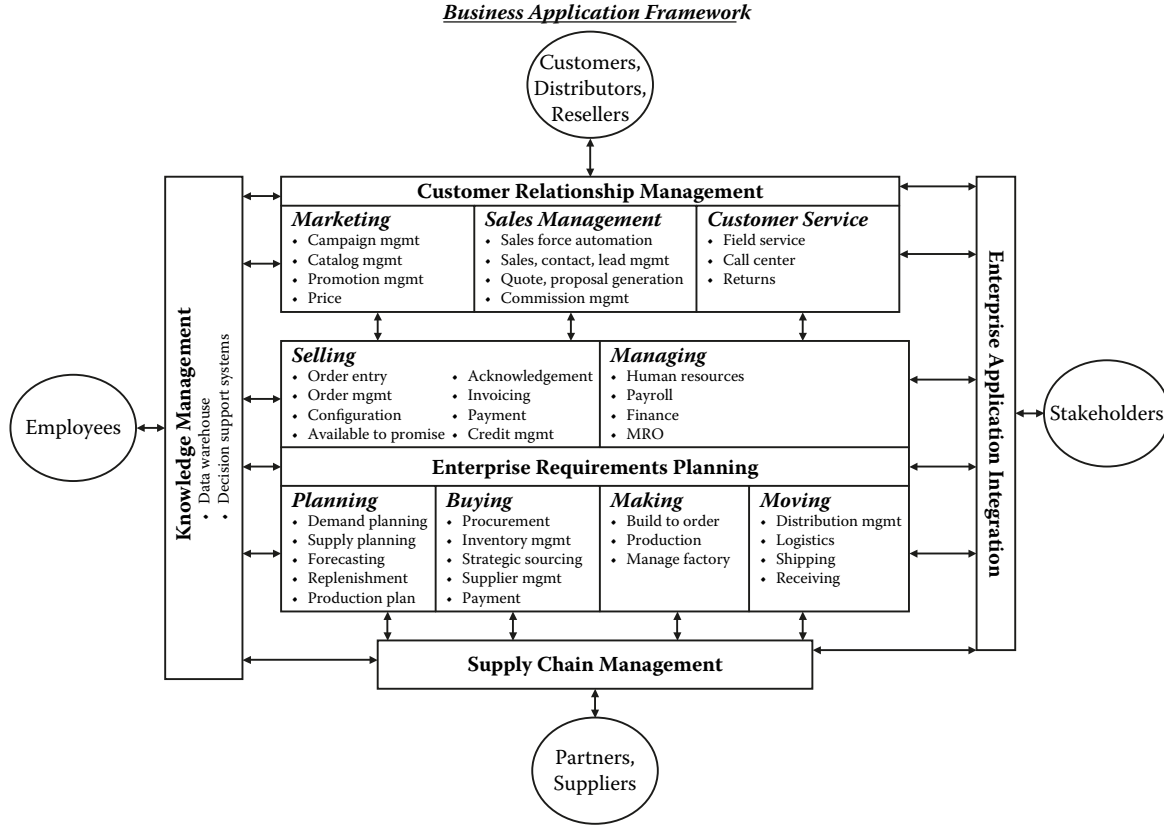 Business Application Framework
Customers,
Distributors,
Resellers
Customer Relationship Management
Marketing
• Campaign mgmt
• Catalog mgmt
• Promotion mgmt
• Price
Sales Management
• Sales force automation
• Sales, contact, lead mgmt
• Quote, proposal generation
• Commission mgmt
Customer Service
• Field service
• Call center
• Returns
Knowledge Management
• Data warehouse
• Decision support systems
Employees
Selling
• Order entry
• Order mgmt
• Configuration
• Available to promise
• Acknowledgement
• Invoicing
• Payment
• Credit mgmt
Managing
• Human resources
• Payroll
• Finance
• MRO
Enterprise Application Integration
Stakeholders
Enterprise Requirements Planning
Planning
• Demand planning
• Supply planning
• Forecasting
• Replenishment
• Production plan
Buying
• Procurement
• Inventory mgmt
• Strategic sourcing
• Supplier mgmt
• Payment
Making
• Build to order
• Production
• Manage factory
Moving
• Distribution mgmt
• Logistics
• Shipping
• Receiving
Supply Chain Management
Partners,
Suppliers